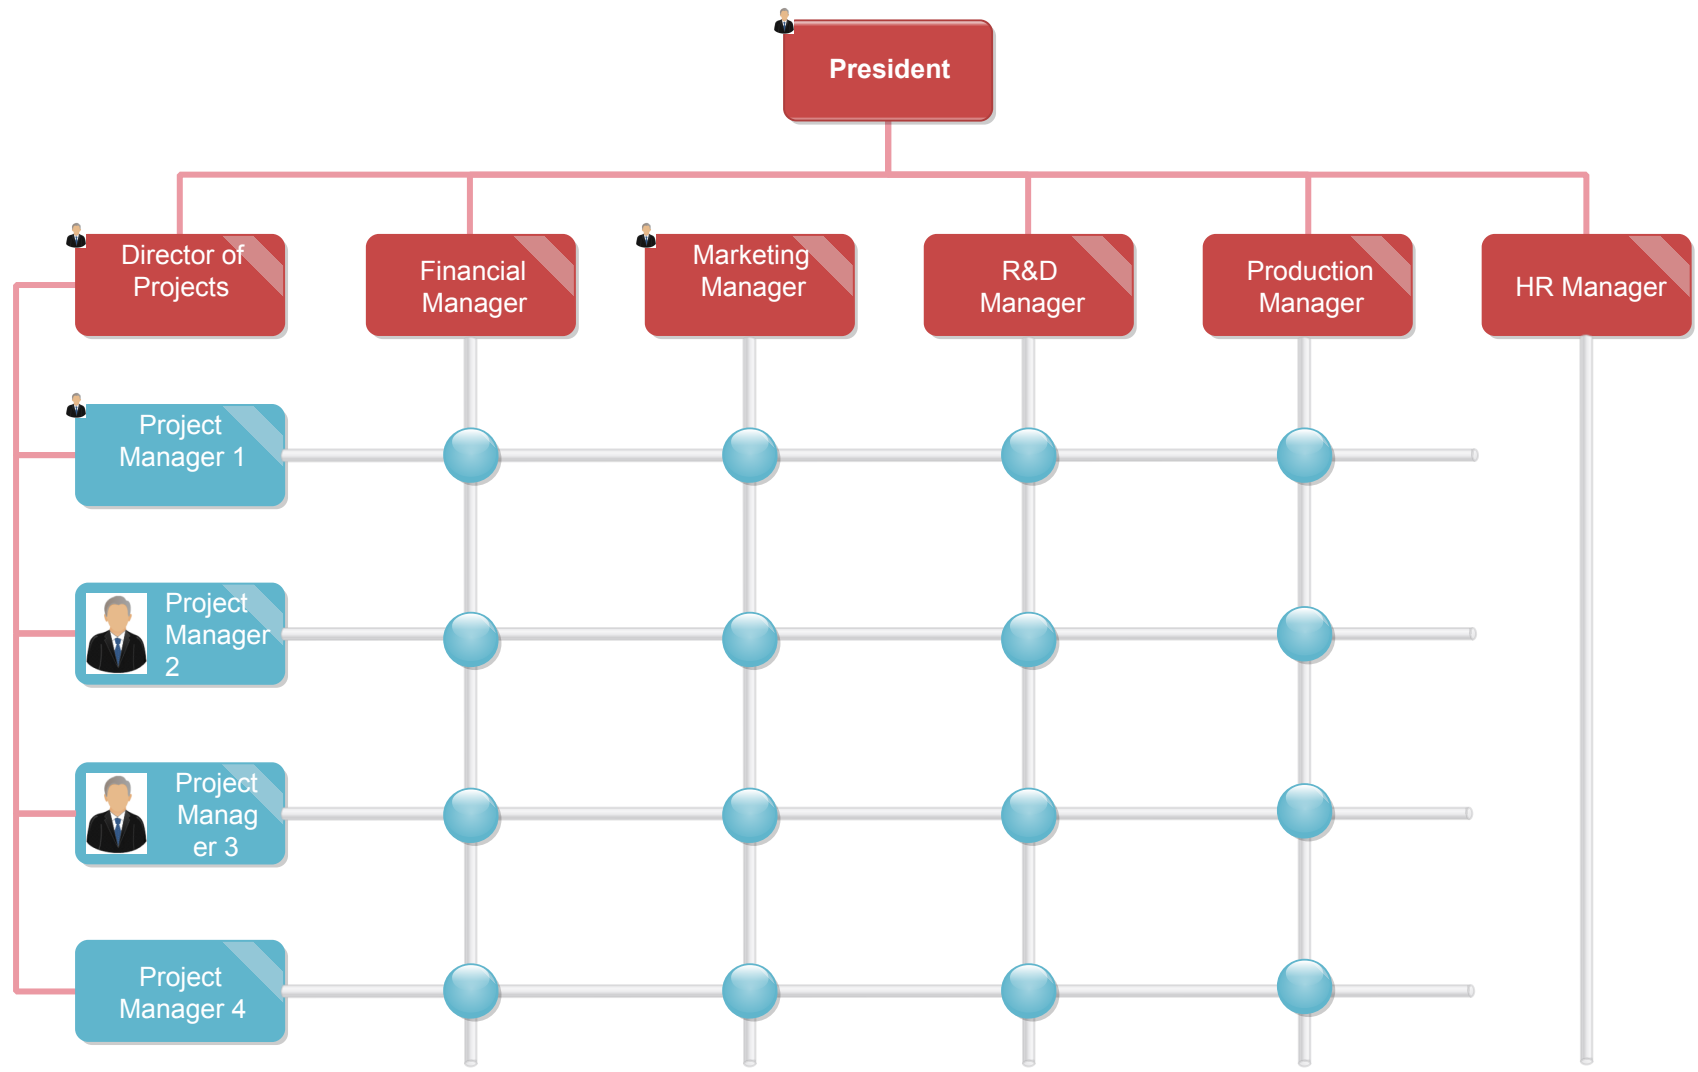 President
Director of
Projects
Financial
Manager
Marketing
Manager
R&D
Manager
Production
Manager
HR Manager
Project
Manager 1
Project
Manager
2
Project
Manag
er 3
Project
Manager 4